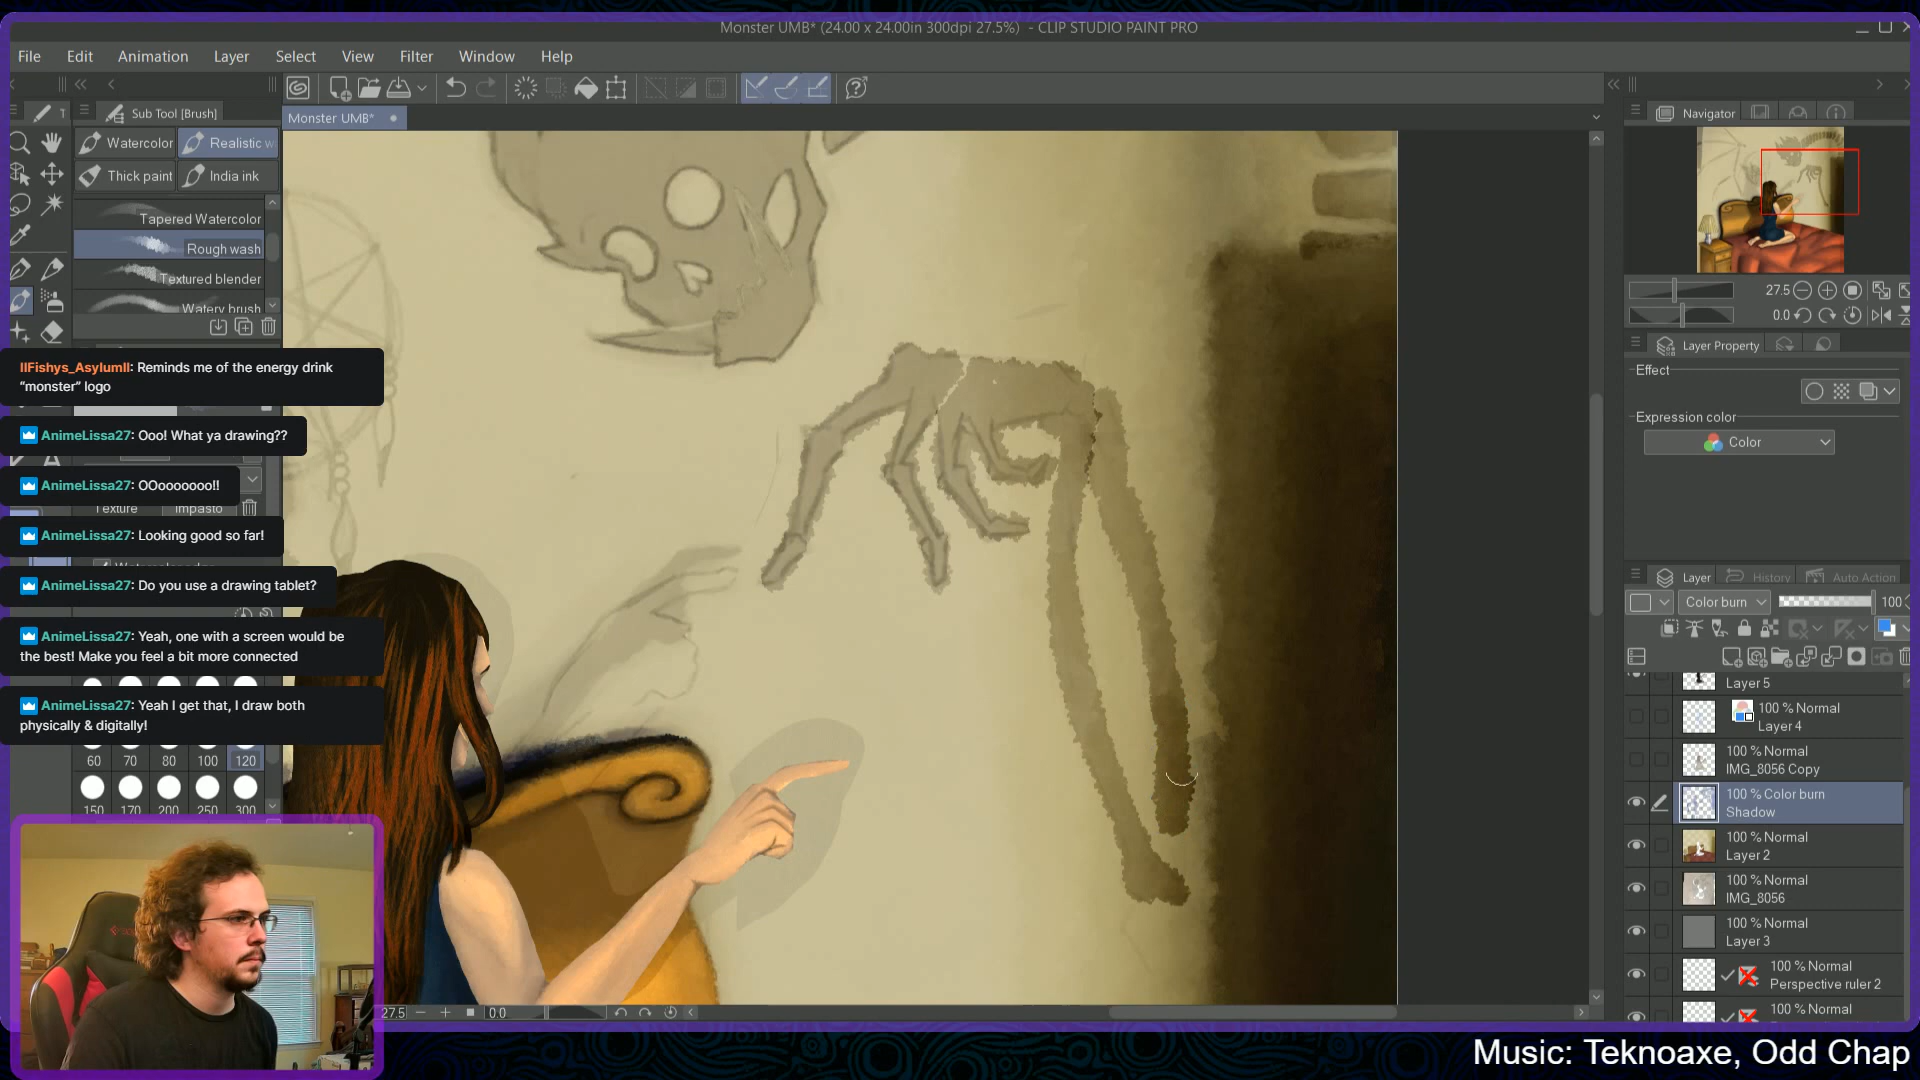 Monster UMB* (24.00 x 24.00in 300dpi 27.5%) - CLIP STUDIO PAINT PRO
File Edit Animation Layer Select View Filter Window Help
Sub Tool [Brush]
Monster UMB*
Navigator
Watercolor
Realistic w
Thick paint
India ink
Tapered Watercolor
Rough wash
Textured blender
Watery brush
27.5
0.0
Layer Property
Effect
Expression color
Color
IIFishys_AsylumII: Reminds me of the energy drink
“monster” logo
AnimeLissa27: Ooo! What ya drawing??
AnimeLissa27: OOooooooo!!
Texture Impasto
AnimeLissa27: Looking good so far!
AnimeLissa27: Do you use a drawing tablet?
AnimeLissa27: Yeah, one with a screen would be
the best! Make you feel a bit more connected
AnimeLissa27: Yeah I get that, I draw both
physically & digitally!
60 70 80 100 120
150 170 200 250 300
Layer History Auto Action
Color burn 100
Layer 5
100 % Normal
Layer 4
100 % Normal
IMG_8056 Copy
100 % Color burn
Shadow
100 % Normal
Layer 2
100 % Normal
IMG_8056
100 % Normal
Layer 3
100 % Normal
Perspective ruler 2
100 % Normal
27.5 0.0
Music: Teknoaxe, Odd Chap